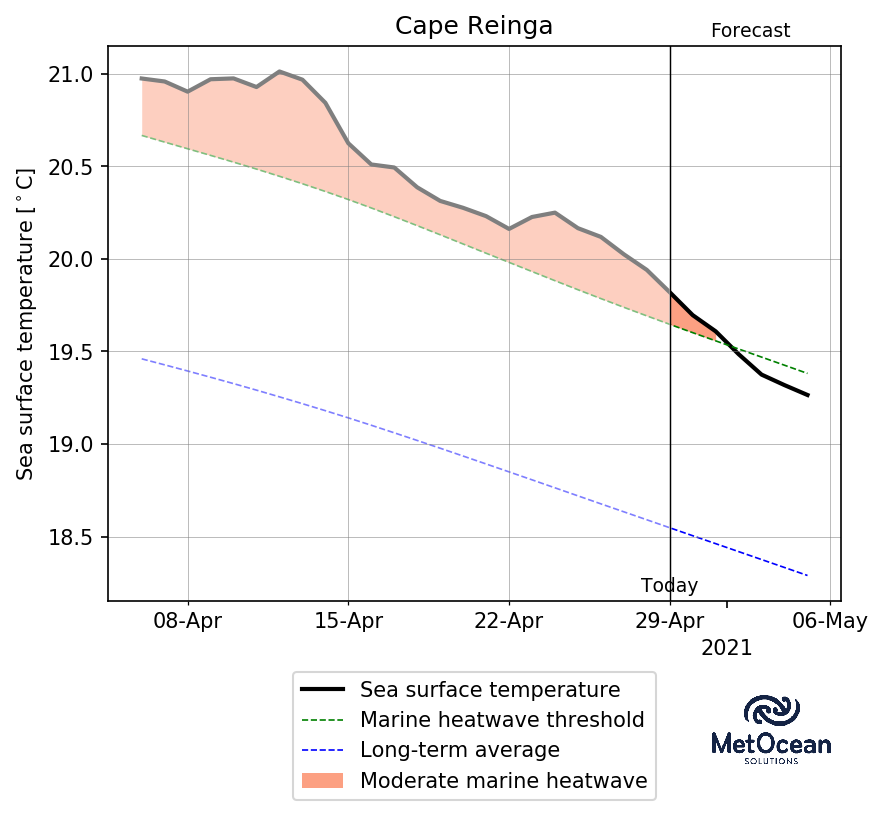 Cape Reinga
Forecast
21.0
20.5
20.0
19.5
19.0
18.5
Sea surface temperature [°C]
Today
08-Apr 15-Apr 22-Apr 29-Apr 06-May
2021
Sea surface temperature
Marine heatwave threshold
Long-term average
Moderate marine heatwave
MetOcean
SOLUTIONS